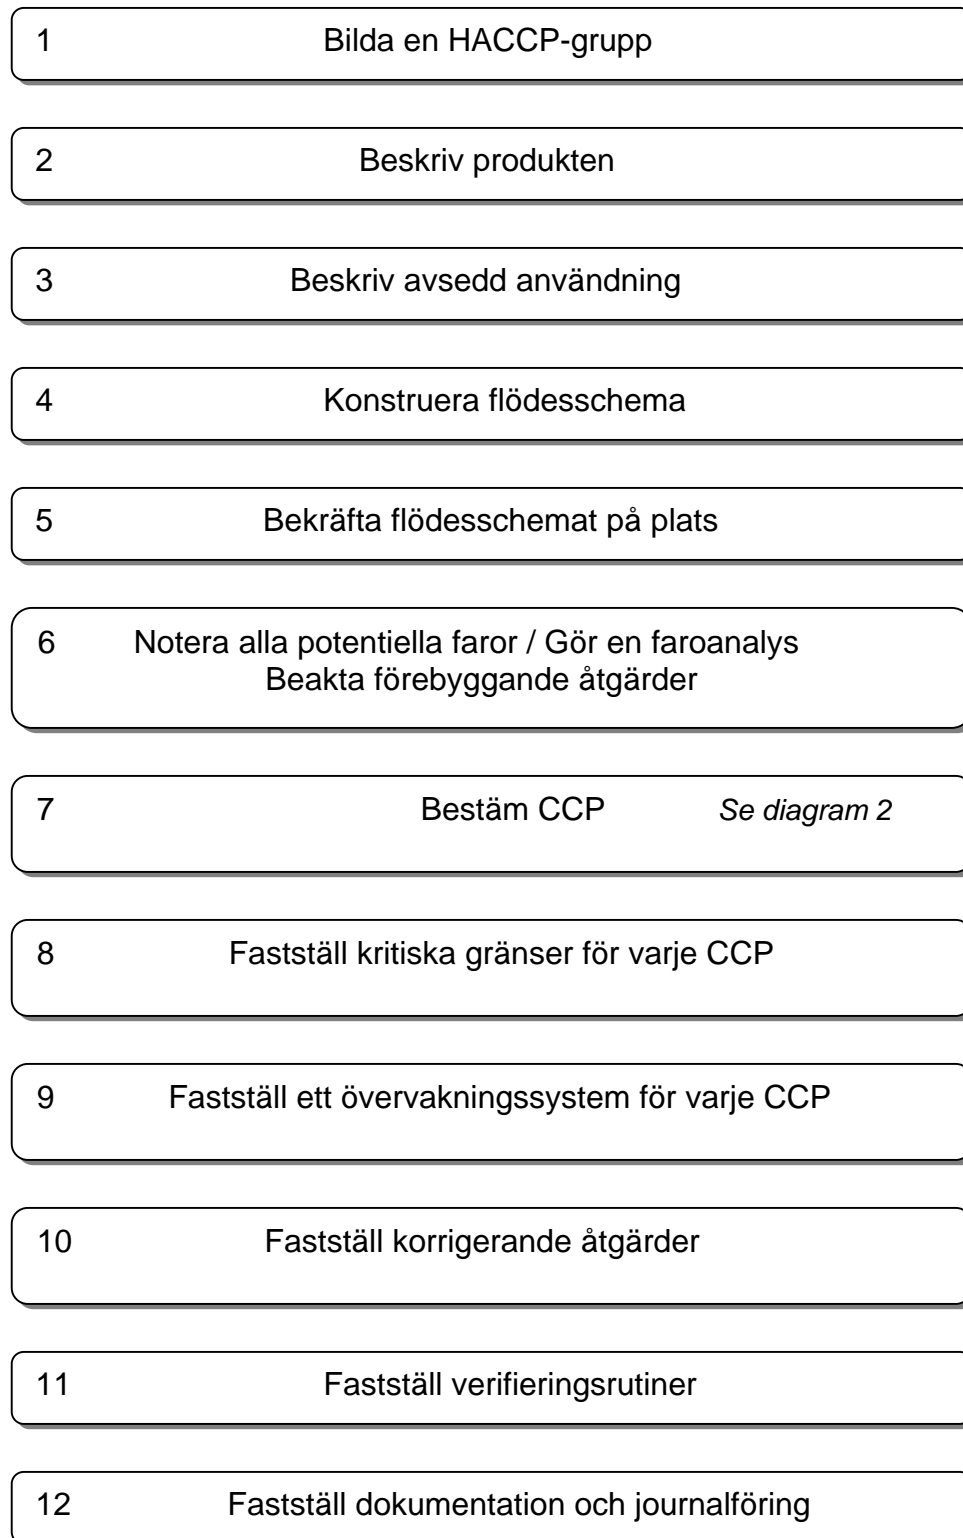 1 Bilda en HACCP-grupp
2 Beskriv produkten
3 Beskriv avsedd användning
4 Konstruera flödesschema
5 Bekräfta flödesschemat på plats
6 Notera alla potentiella faror / Gör en faroanalys
Beakta förebyggande åtgärder
7 Bestäm CCP Se diagram 2
8 Fastställ kritiska gränser för varje CCP
9 Fastställ ett övervakningssystem för varje CCP
10 Fastställ korrigerande åtgärder
11 Fastställ verifieringsrutiner
12 Fastställ dokumentation och journalföring